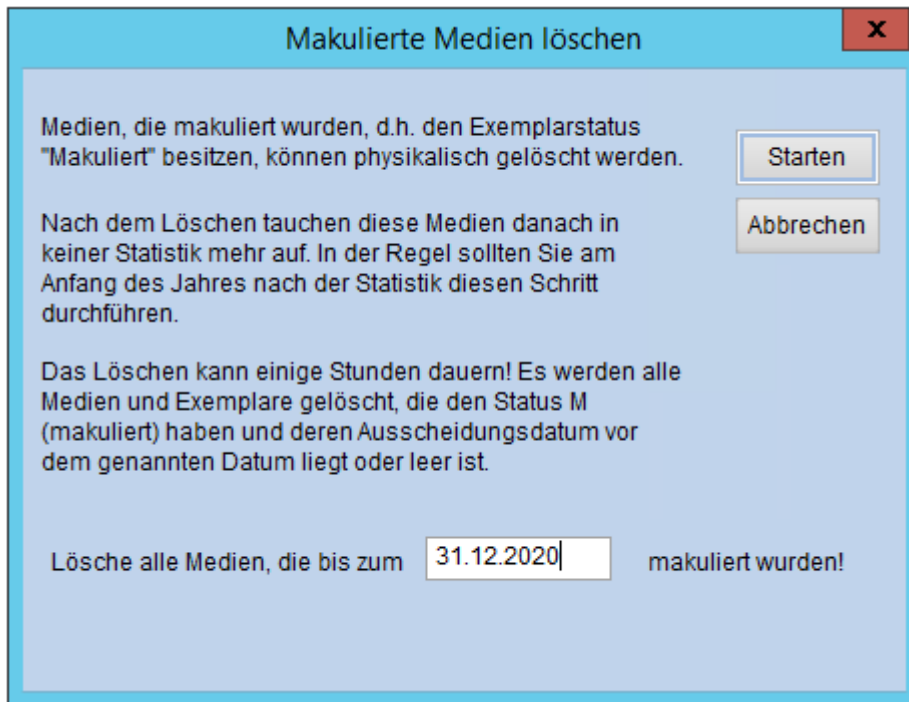 Makulierte Medien löschen
x
Medien, die makuliert wurden, d.h. den Exemplarstatus
"Makuliert" besitzen, können physikalisch gelöscht werden.
Starten
Abbrechen
Nach dem Löschen tauchen diese Medien danach in
keiner Statistik mehr auf. In der Regel sollten Sie am
Anfang des Jahres nach der Statistik diesen Schritt
durchführen.
Das Löschen kann einige Stunden dauern! Es werden alle
Medien und Exemplare gelöscht, die den Status M
(makuliert) haben und deren Ausscheidungsdatum vor
dem genannten Datum liegt oder leer ist.
Lösche alle Medien, die bis zum 31.12.2020 makuliert wurden!